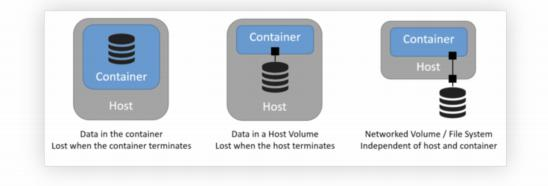 Container
Host
Data in the container
Lost when the container terminates
Container
Host
Data in a Host Volume
Lost when the host terminates
Container
Host
Networked Volume / File System
Independent of host and container